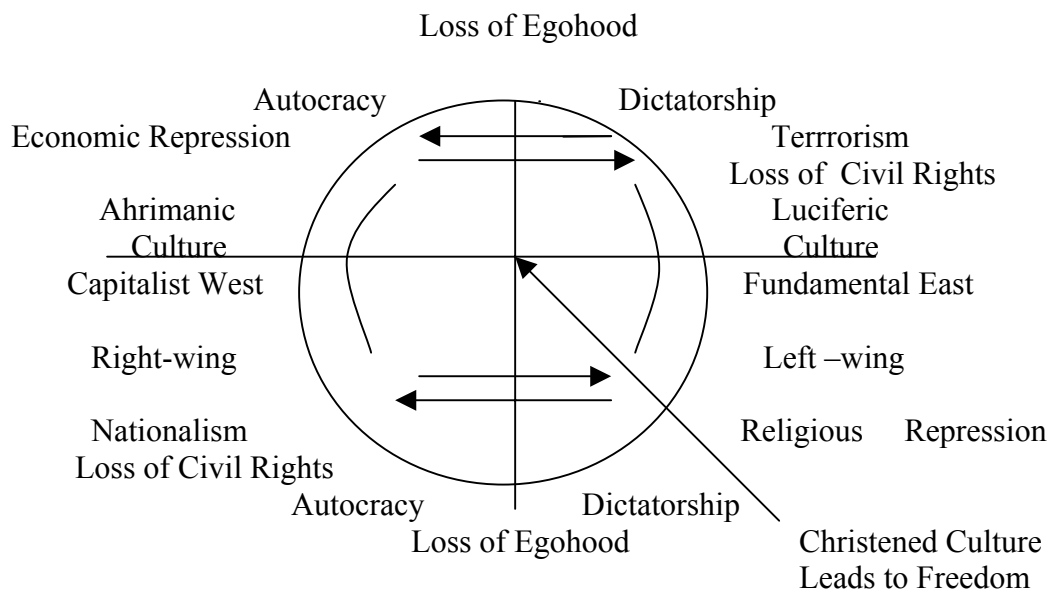 Loss of Egohood
Autocracy
Dictatorship
Economic Repression
Terrrorism
Loss of Civil Rights
Ahrimanic
Culture
Luciferic
Culture
Capitalist West
Fundamental East
Right-wing
Left –wing
Nationalism
Loss of Civil Rights
Religious Repression
Autocracy
Dictatorship
Loss of Egohood
Christened Culture
Leads to Freedom